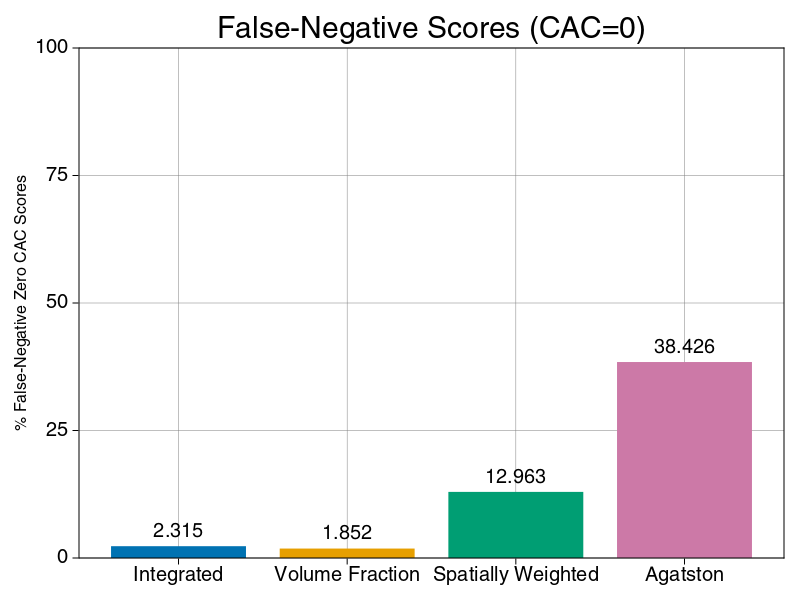 False-Negative Scores (CAC=0)
% False-Negative Zero CAC Scores
100
75
50
25
0
2.315
1.852
12.963
38.426
Integrated
Volume Fraction
Spatially Weighted
Agatston